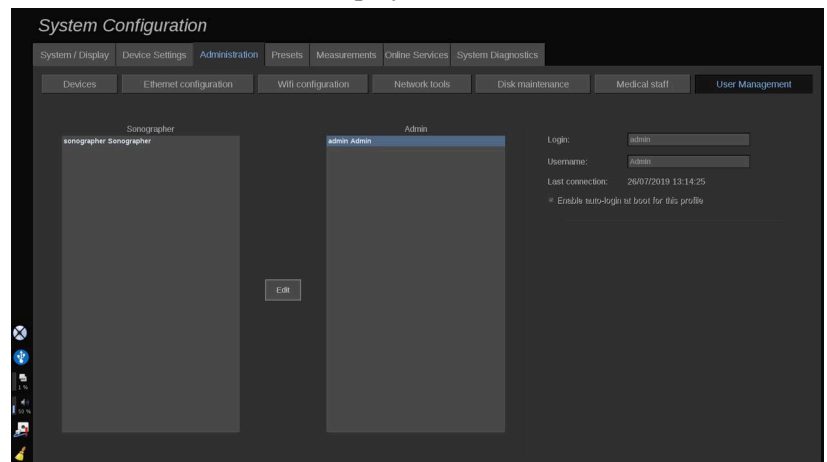 System Configuration
System / Display Device Settings Administration Presets Measurements Online Services System Diagnostics
Devices Ethernet configuration Wifi configuration Network tools Disk maintenance Medical staff User Management
Sonographer Admin
sonographer Sonographer admin Admin
Login: admin
Username: Admin
Last connection: 26/07/2019 13:14:25
Enable auto-login at boot for this profile
Edit
1 %
50 %